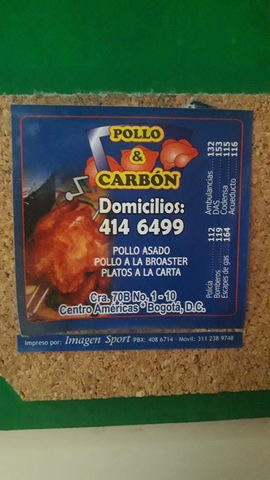 POLLO
&
CARBÓN
Domicilios:
414 6499
POLLO ASADO
POLLO A LA BROASTER
PLATOS A LA CARTA
Cra. 70B No. 1 - 10
Centro Américas * Bogotá, D.C.
Policía 112
Bomberos 119
Escapes de gas 164
Ambulancias 132
DAS 153
Codensa 115
Acueducto 116
Impreso por: Imagen Sport PBX: 408 6714 - Móvil: 311 238 9748